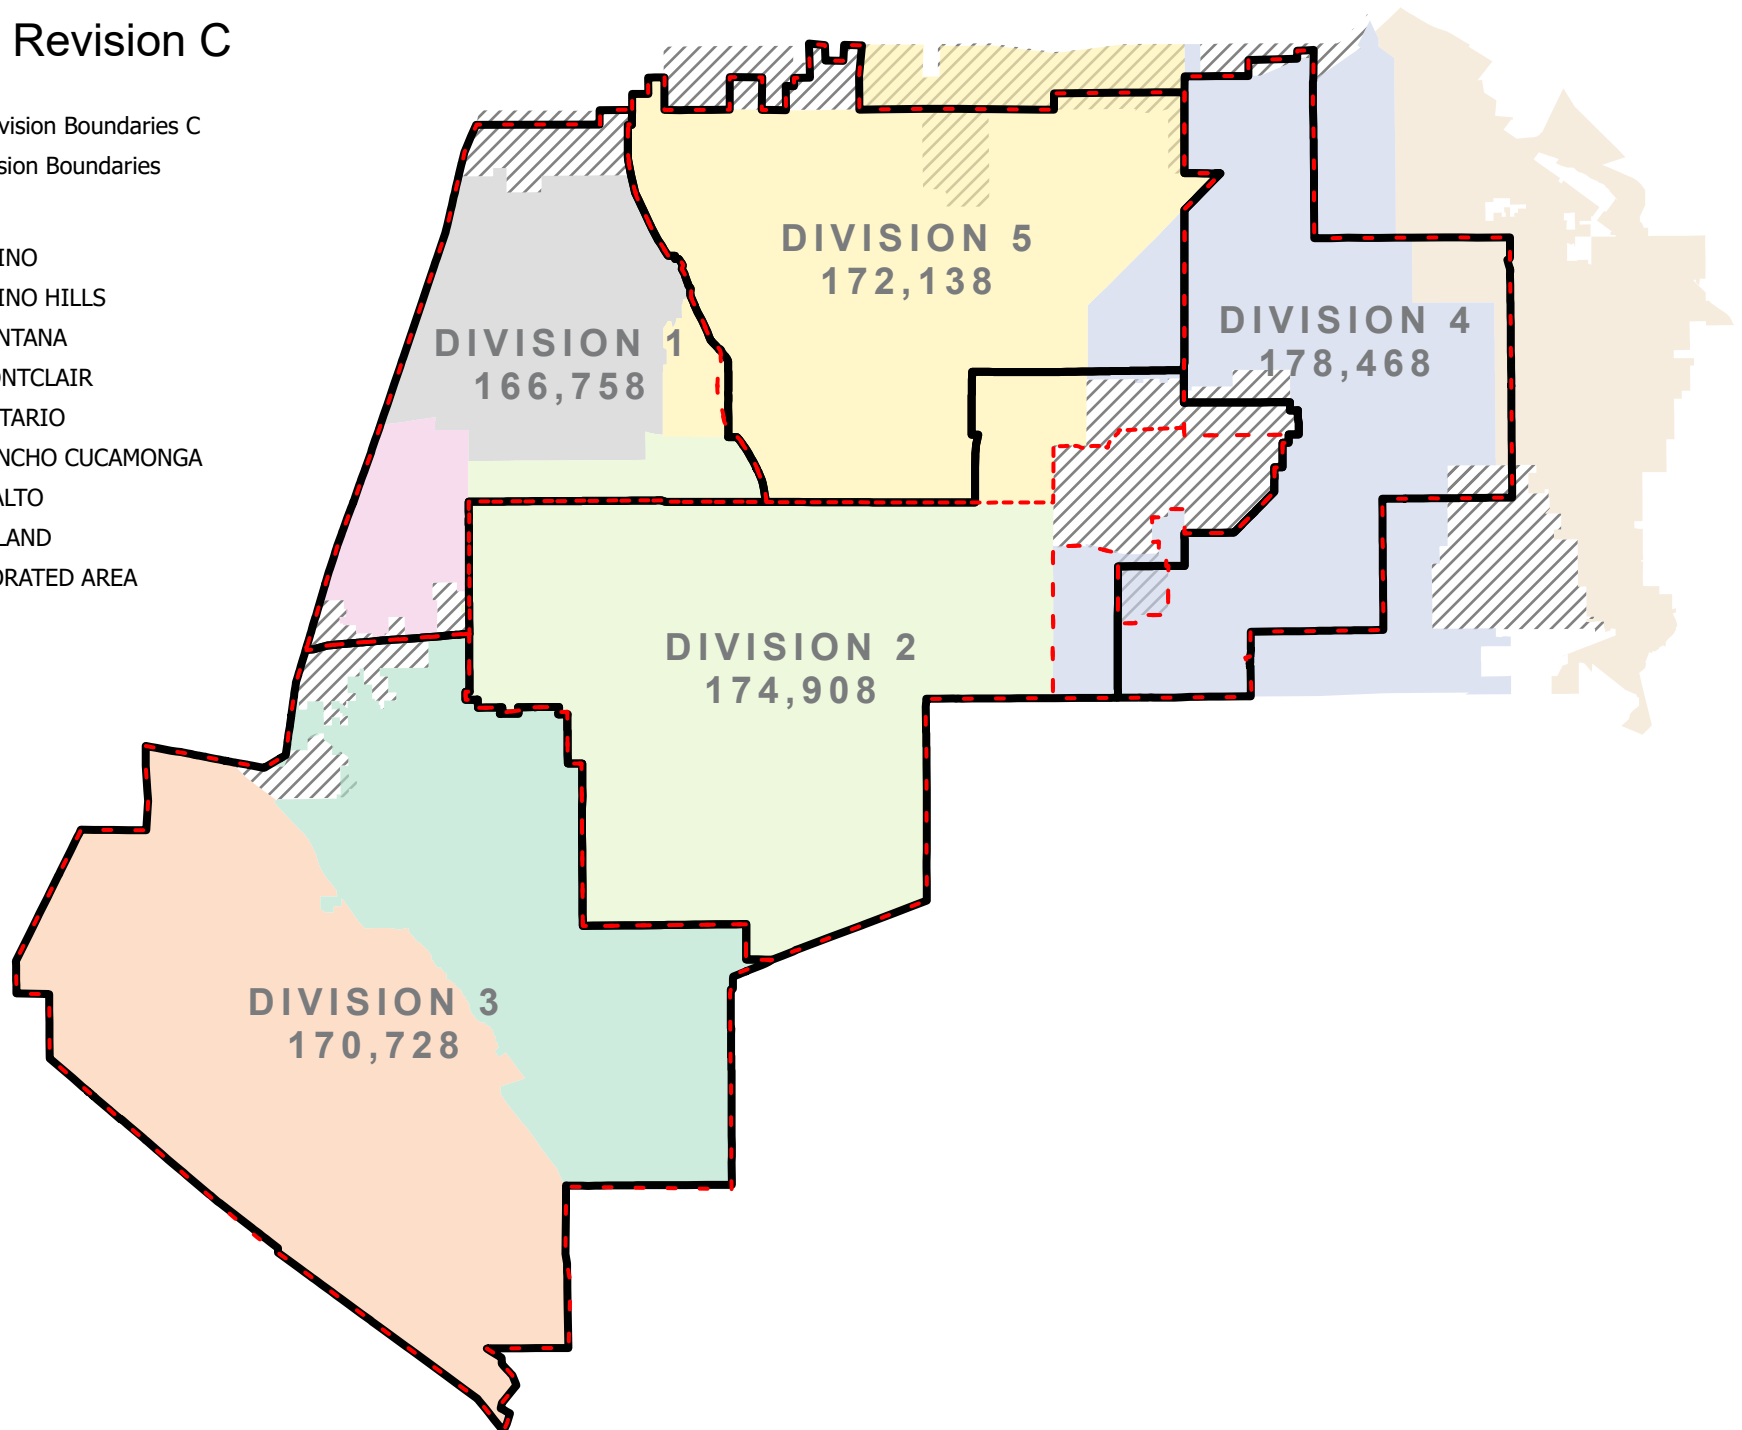 Revision C
vision Boundaries C
sion Boundaries
INO
INO HILLS
NTANA
ONTCLAIR
TARIO
NCHO CUCAMONGA
ALTO
LAND
ORATED AREA
DIVISION 5
172,138
DIVISION 4
178,468
DIVISION 1
166,758
DIVISION 2
174,908
DIVISION 3
170,728